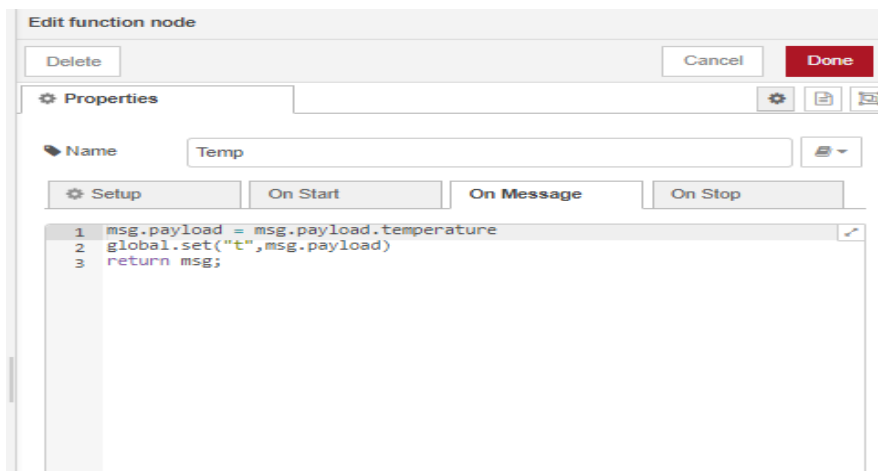 Edit function node
Delete
Cancel
Done
Properties
Name
Temp
Setup
On Start
On Message
On Stop
1 msg.payload = msg.payload.temperature
2 global.set("t",msg.payload)
3 return msg;